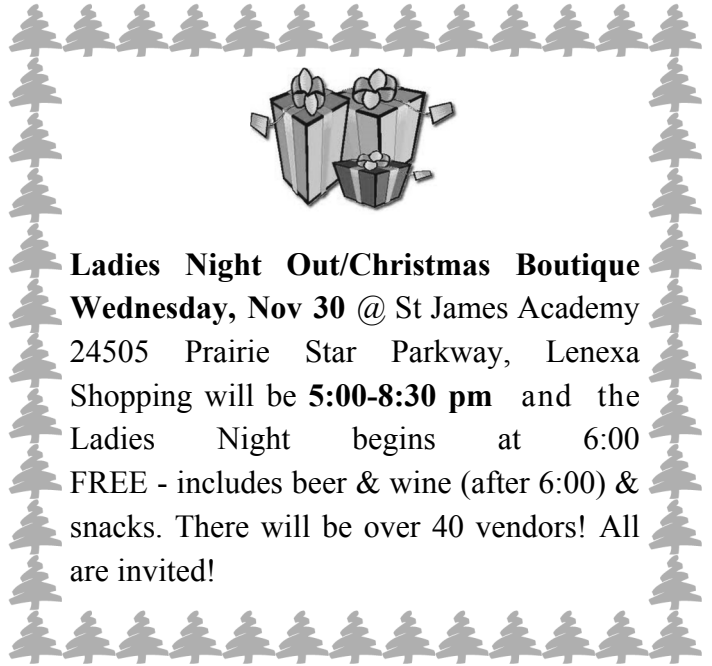 Ladies Night Out/Christmas Boutique
Wednesday, Nov 30 @ St James Academy
24505 Prairie Star Parkway, Lenexa
Shopping will be 5:00-8:30 pm and the
Ladies Night begins at 6:00
FREE - includes beer & wine (after 6:00) &
snacks. There will be over 40 vendors! All
are invited!